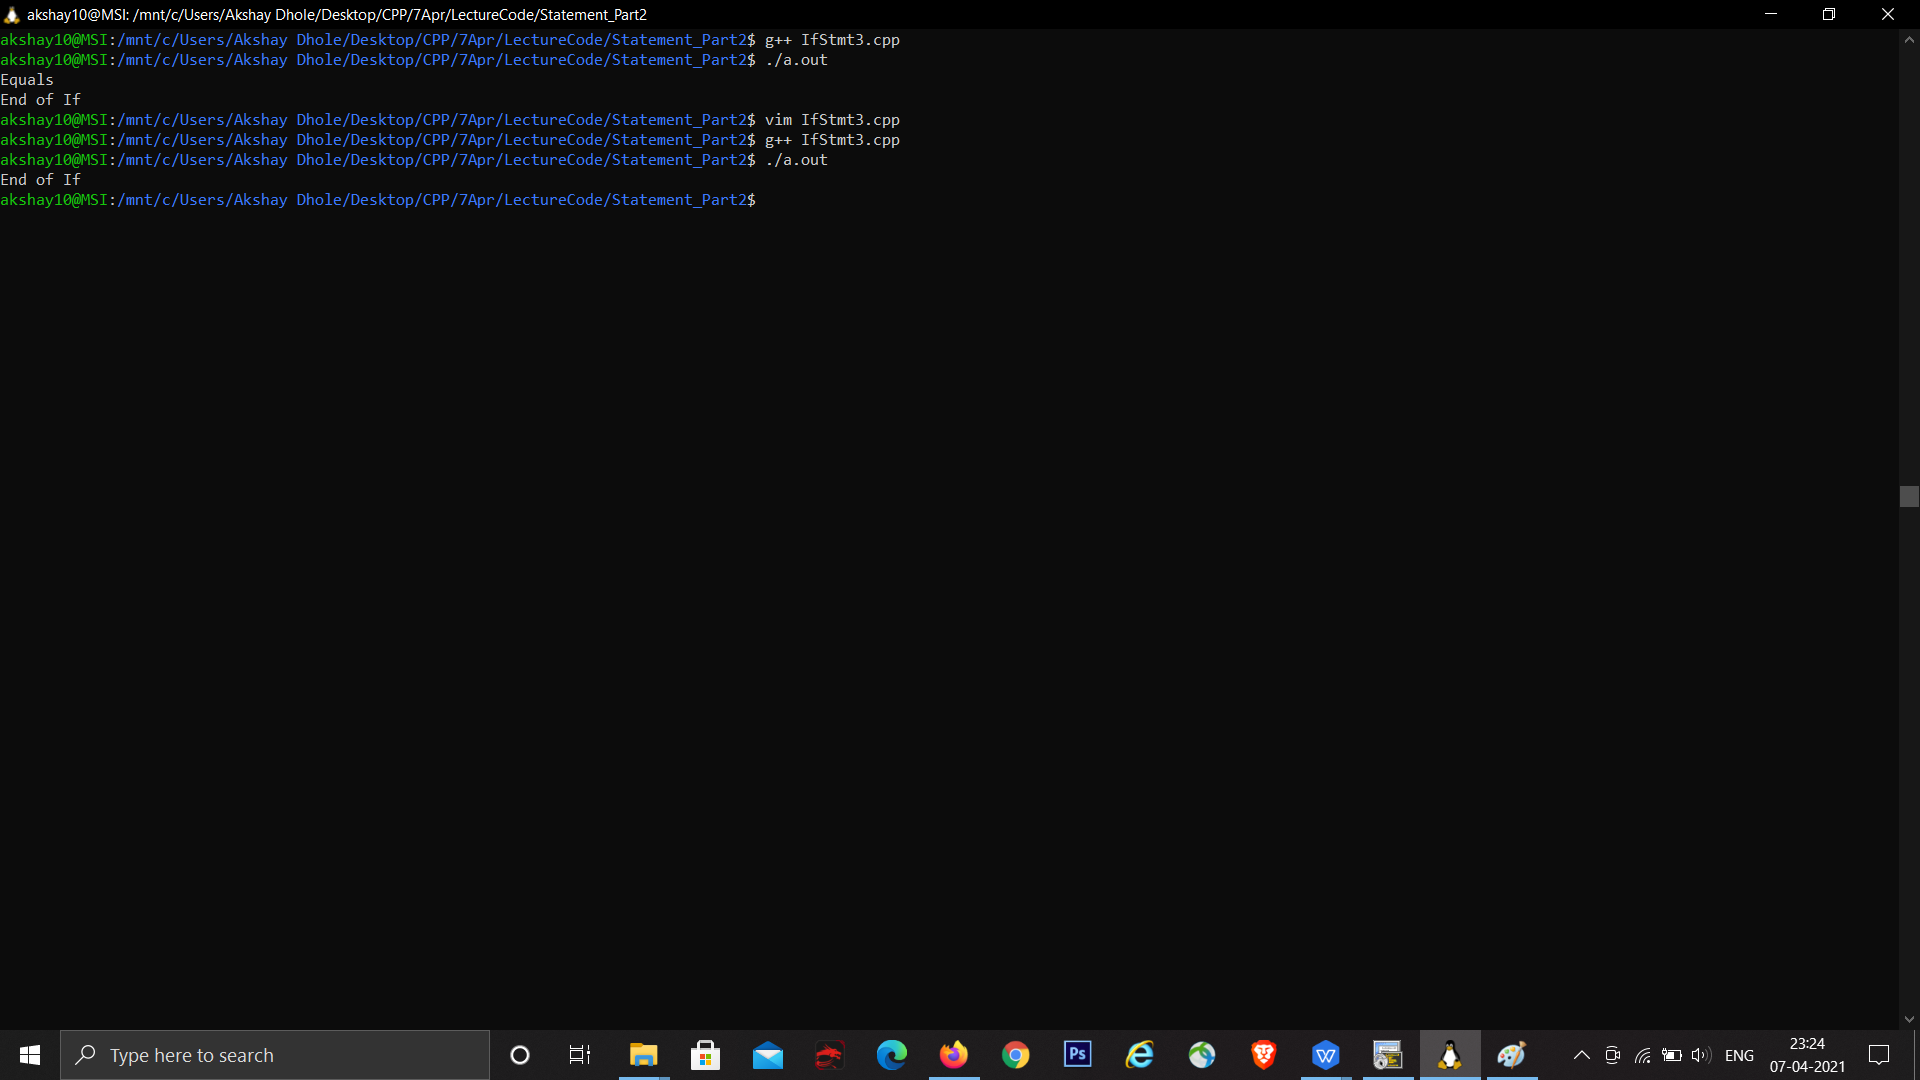 akshay10@MSI: /mnt/c/Users/Akshay Dhole/Desktop/CPP/7Apr/LectureCode/Statement_Part2
akshay10@MSI:/mnt/c/Users/Akshay Dhole/Desktop/CPP/7Apr/LectureCode/Statement_Part2$ g++ IfStmt3.cpp
akshay10@MSI:/mnt/c/Users/Akshay Dhole/Desktop/CPP/7Apr/LectureCode/Statement_Part2$ ./a.out
Equals
End of If
akshay10@MSI:/mnt/c/Users/Akshay Dhole/Desktop/CPP/7Apr/LectureCode/Statement_Part2$ vim IfStmt3.cpp
akshay10@MSI:/mnt/c/Users/Akshay Dhole/Desktop/CPP/7Apr/LectureCode/Statement_Part2$ g++ IfStmt3.cpp
akshay10@MSI:/mnt/c/Users/Akshay Dhole/Desktop/CPP/7Apr/LectureCode/Statement_Part2$ ./a.out
End of If
akshay10@MSI:/mnt/c/Users/Akshay Dhole/Desktop/CPP/7Apr/LectureCode/Statement_Part2$
Type here to search
Ps
W
ENG
23:24
07-04-2021